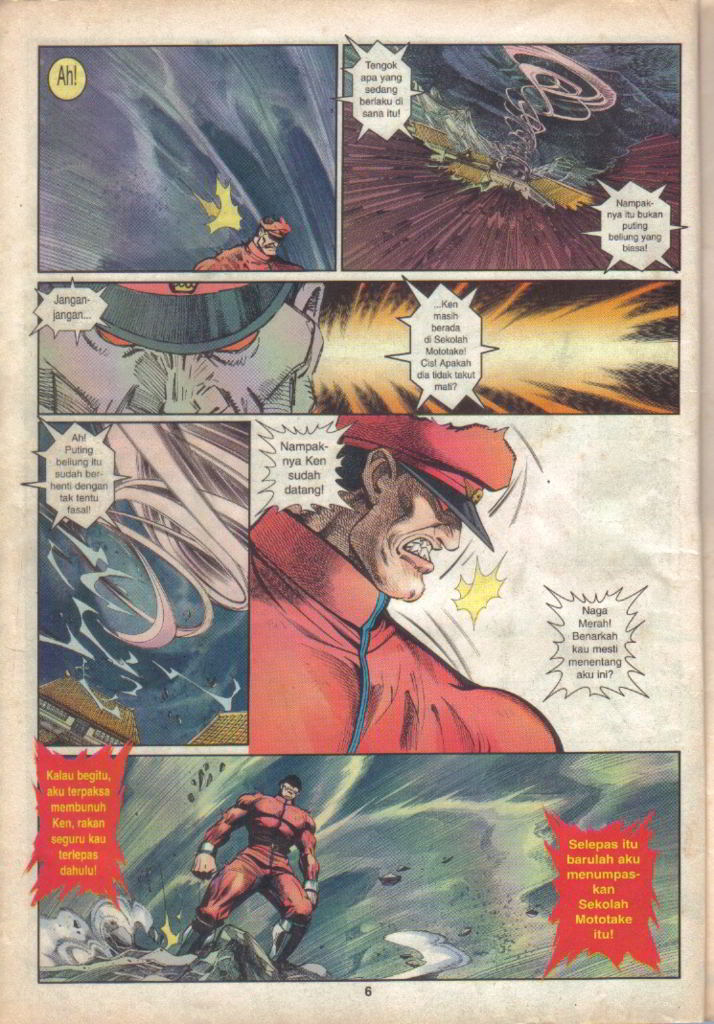 Ah!
Tengok
apa yang
sedang
berlaku di
sana itu!
Nampak-
nya itu bukan
puting
beliung yang
biasa!
Jangan-
jangan...
...Ken
masih
berada
di Sekolah
Mototake!
Cis! Apakah
dia tidak takut
mati?
Ah!
Puting
beliung itu
sudah ber-
henti dengan
tak tentu
fasal!
Nampak-
nya Ken
sudah
datang!
Naga
Merah!
Benarkah
kau mesti
menentang
aku ini?
Kalau begitu,
aku terpaksa
membunuh
Ken, rakan
seguru kau
terlepas
dahulu!
Selepas itu
barulah aku
menumpas-
kan
Sekolah
Mototake
itu!
6